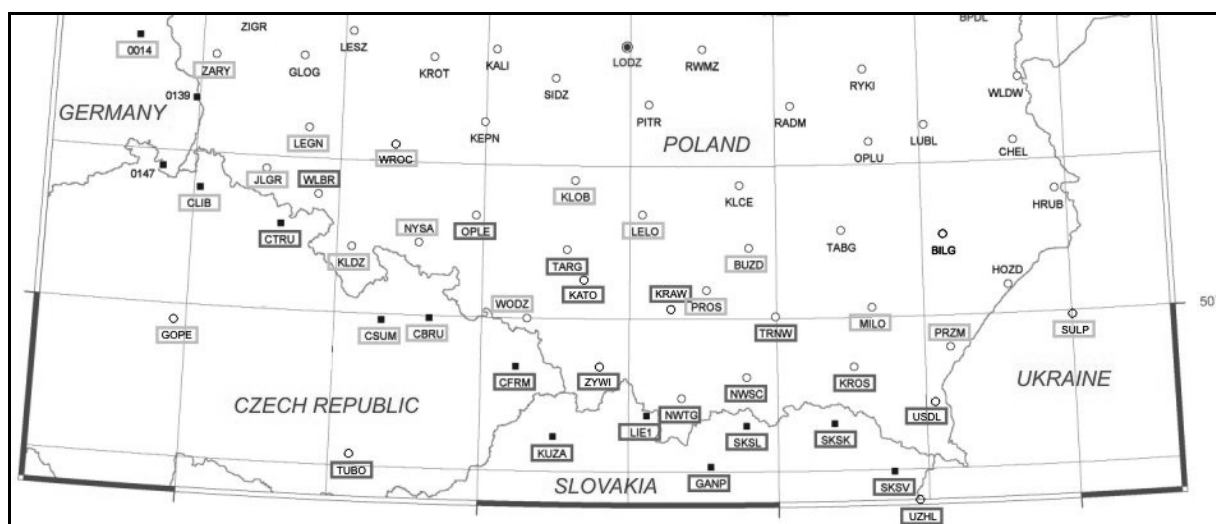 ZIGR
BPDL
LESZ
0014
ZARY
GLOG
KROT
KALI
LODZ
RWMZ
SIDZ
RYKI
WLDW
0139
GERMANY
PITR
RADM
KEPN
LEGN
WROC
POLAND
OPLU
LUBL
CHEL
0147
JLGR
WLBR
CLIB
KLOB
KLCE
HRUB
CTRU
NYSA
OPLE
LELO
TABG
BILG
KLDZ
TARG
BUZD
HOZD
KATO
KRAW
PROS
WODZ
50°
GOPE
CSUM
CBRU
TRNW
MILO
PRZM
SULP
CFRM
ZYWI
NWSC
KROS
UKRAINE
CZECH REPUBLIC
NWTG
USDL
LIE1
KUZA
SKSL
SKSK
TUBO
GANP
SLOVAKIA
SKSV
UZHL